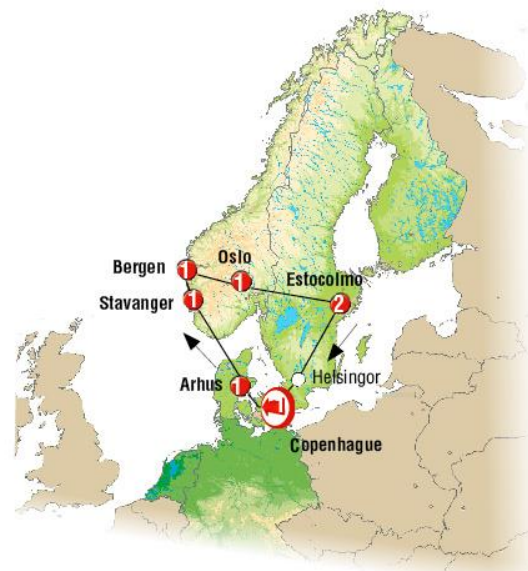 Oslo
Bergen
1
1
Estocolmo
Stavanger
1
2
Arhus
1
Helsingor
Copenhague